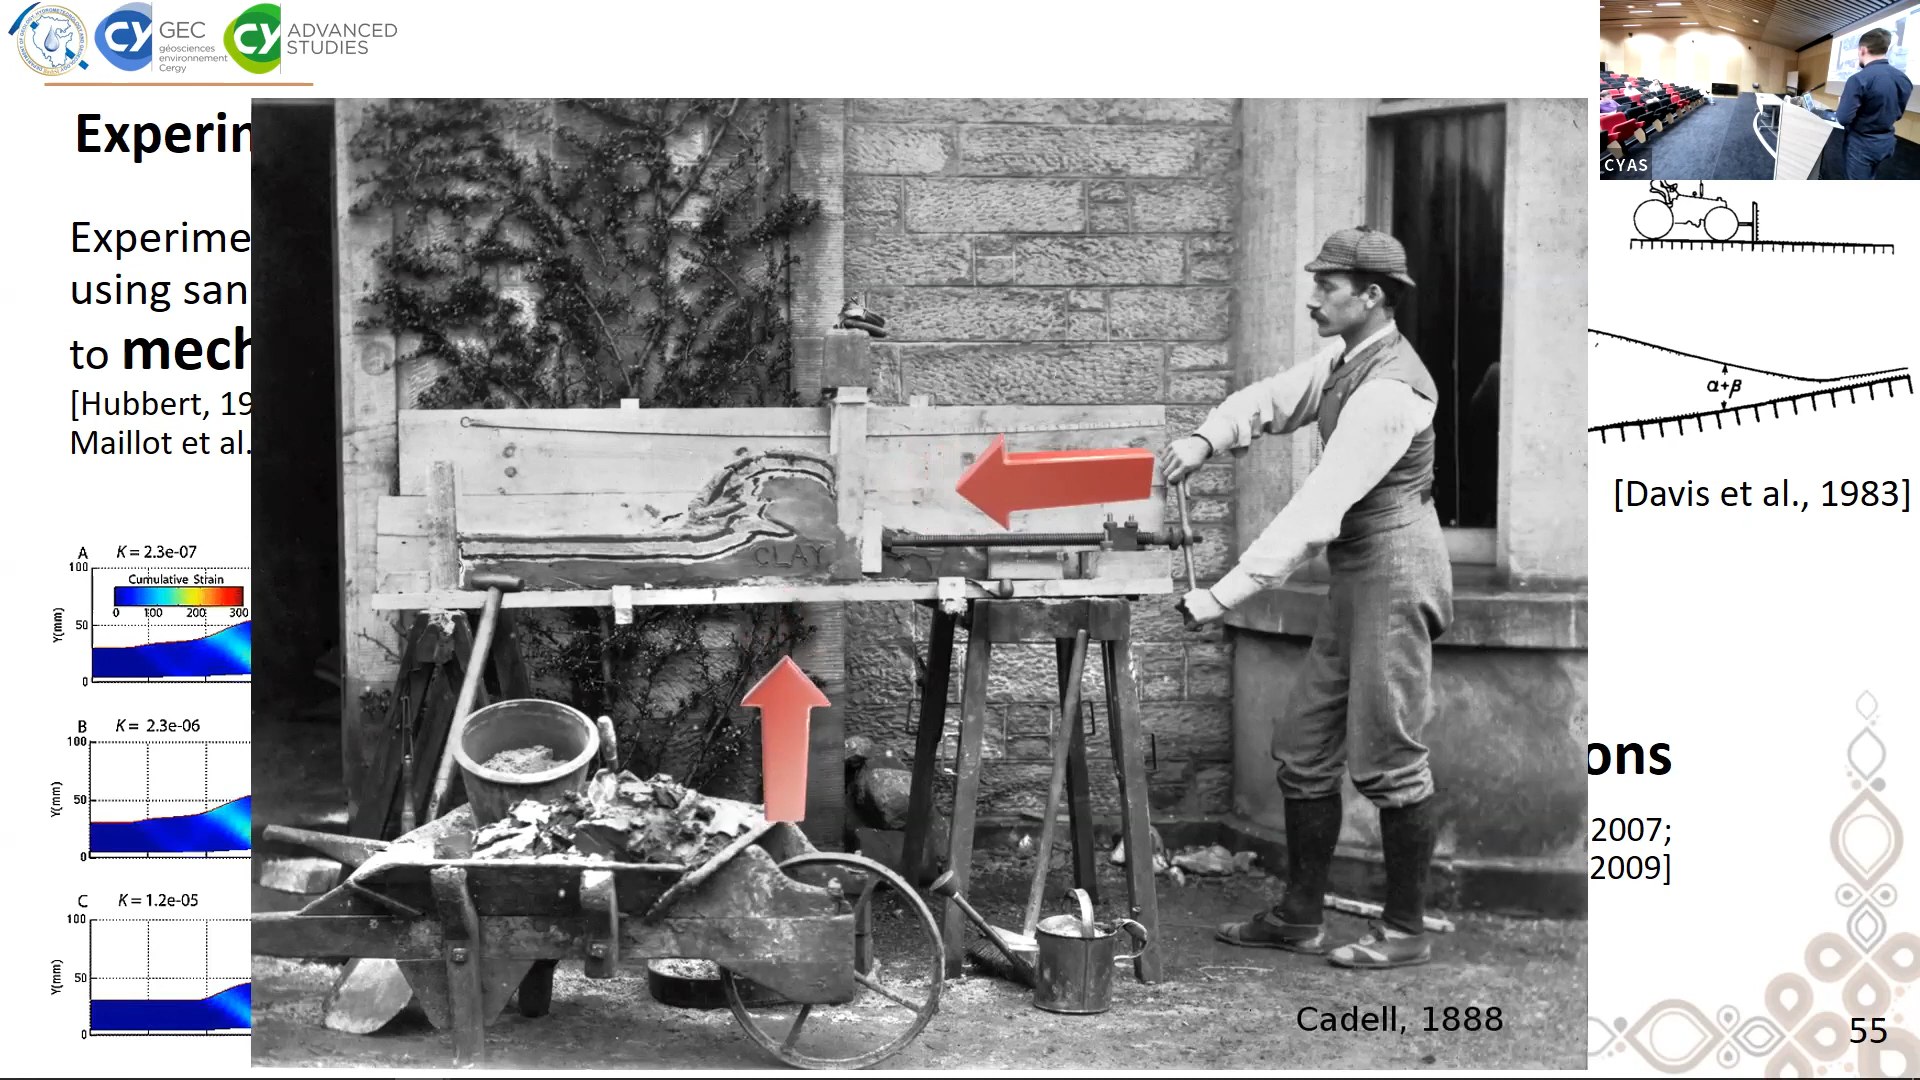 CY
GEC
géosciences
environnement
Cergy
CY
ADVANCED
STUDIES
CYAS
Experim
Experime
using san
to mech
[Hubbert, 19
Maillot et al.
CLAY
α+β
[Davis et al., 1983]
A K = 2.3e-07
100
Cumulative Strain
0 100 200 300
Y(mm)
50
0
B K = 2.3e-06
100
Y(mm)
50
0
C K = 1.2e-05
100
Y(mm)
50
0
ons
2007;
2009]
Cadell, 1888
55